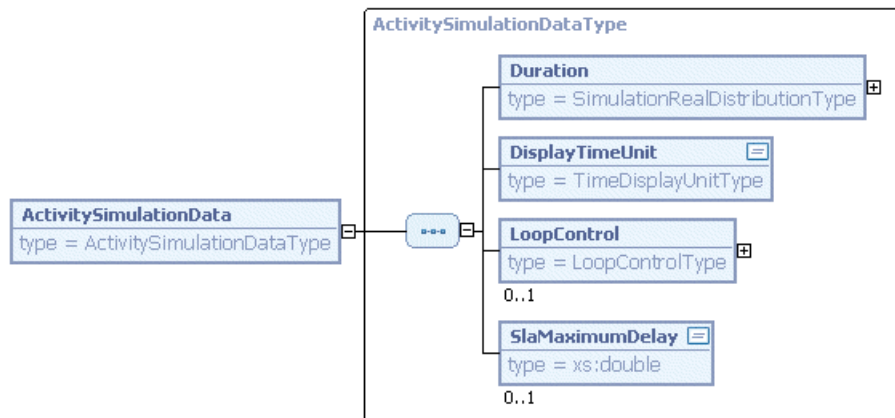 ActivitySimulationDataType
Duration
type = SimulationRealDistributionType
DisplayTimeUnit
type = TimeDisplayUnitType
ActivitySimulationData
type = ActivitySimulationDataType
LoopControl
type = LoopControlType
0..1
SlaMaximumDelay
type = xs:double
0..1